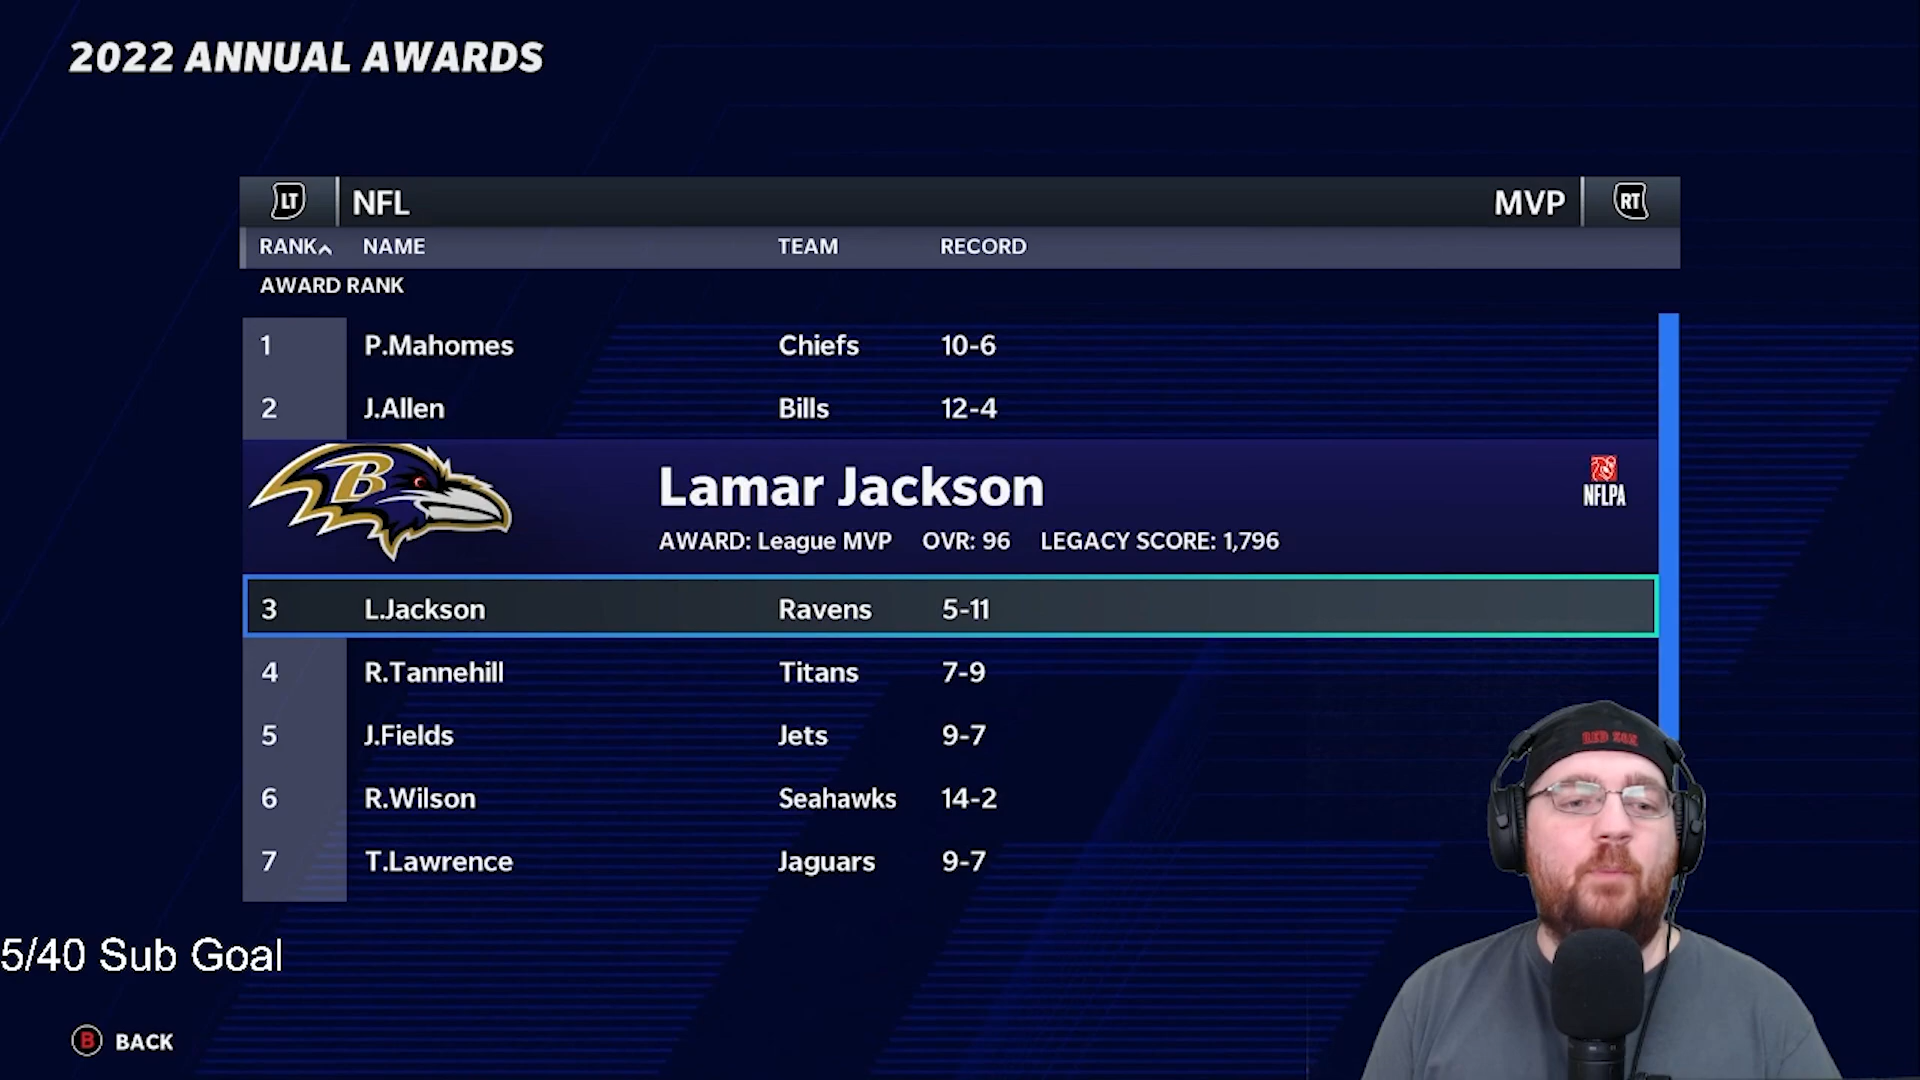 2022 ANNUAL AWARDS
LT NFL MVP RT
RANK NAME TEAM RECORD
AWARD RANK
1 P.Mahomes Chiefs 10-6
2 J.Allen Bills 12-4
B
Lamar Jackson
AWARD: League MVP OVR: 96 LEGACY SCORE: 1,796
NFLPA
3 L.Jackson Ravens 5-11
4 R.Tannehill Titans 7-9
5 J.Fields Jets 9-7
6 R.Wilson Seahawks 14-2
7 T.Lawrence Jaguars 9-7
RED SOX
5/40 Sub Goal
B BACK